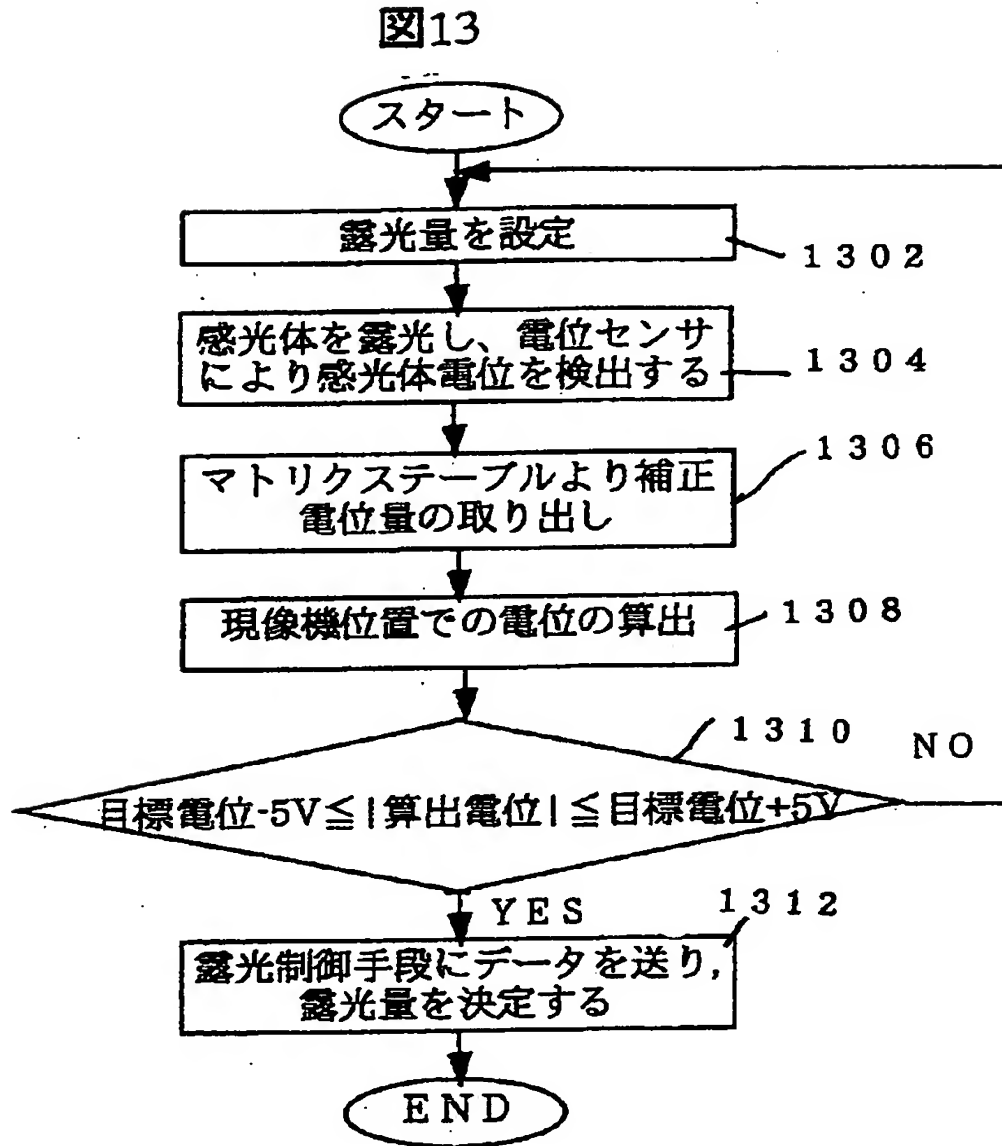 図13
スタート
露光量を設定
1302
感光体を露光し、電位センサ
により感光体電位を検出する
1304
マトリクステーブルより補正
電位量の取り出し
1306
現像機位置での電位の算出
1308
1310
NO
目標電位-5V≦|算出電位|≦目標電位+5V
YES
1312
露光制御手段にデータを送り,
露光量を決定する
END